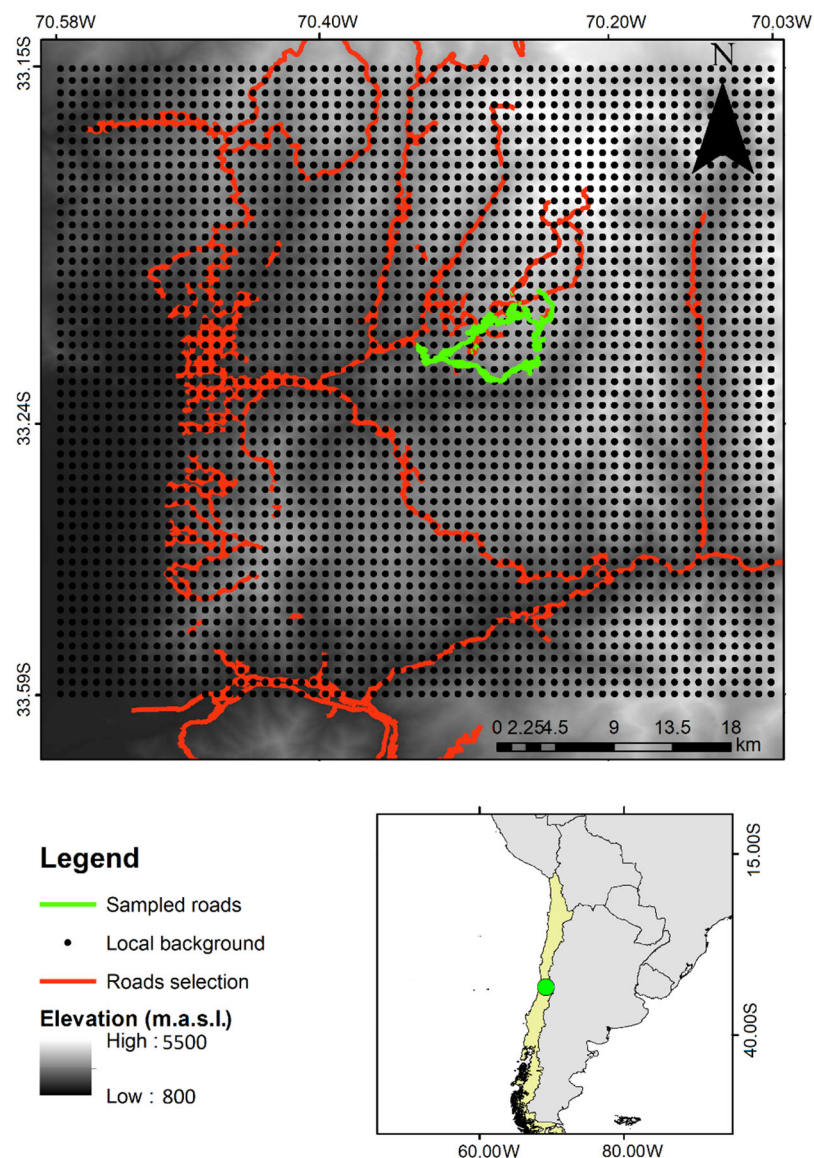 70.58W 70.40W 70.20W 70.03W
33.15S
N
33.24S
33.59S
0 2.25 4.5 9 13.5 18
km
Legend
Sampled roads
Local background
Roads selection
Elevation (m.a.s.l.)
High : 5500
Low : 800
15.00S
40.00S
60.00W 80.00W